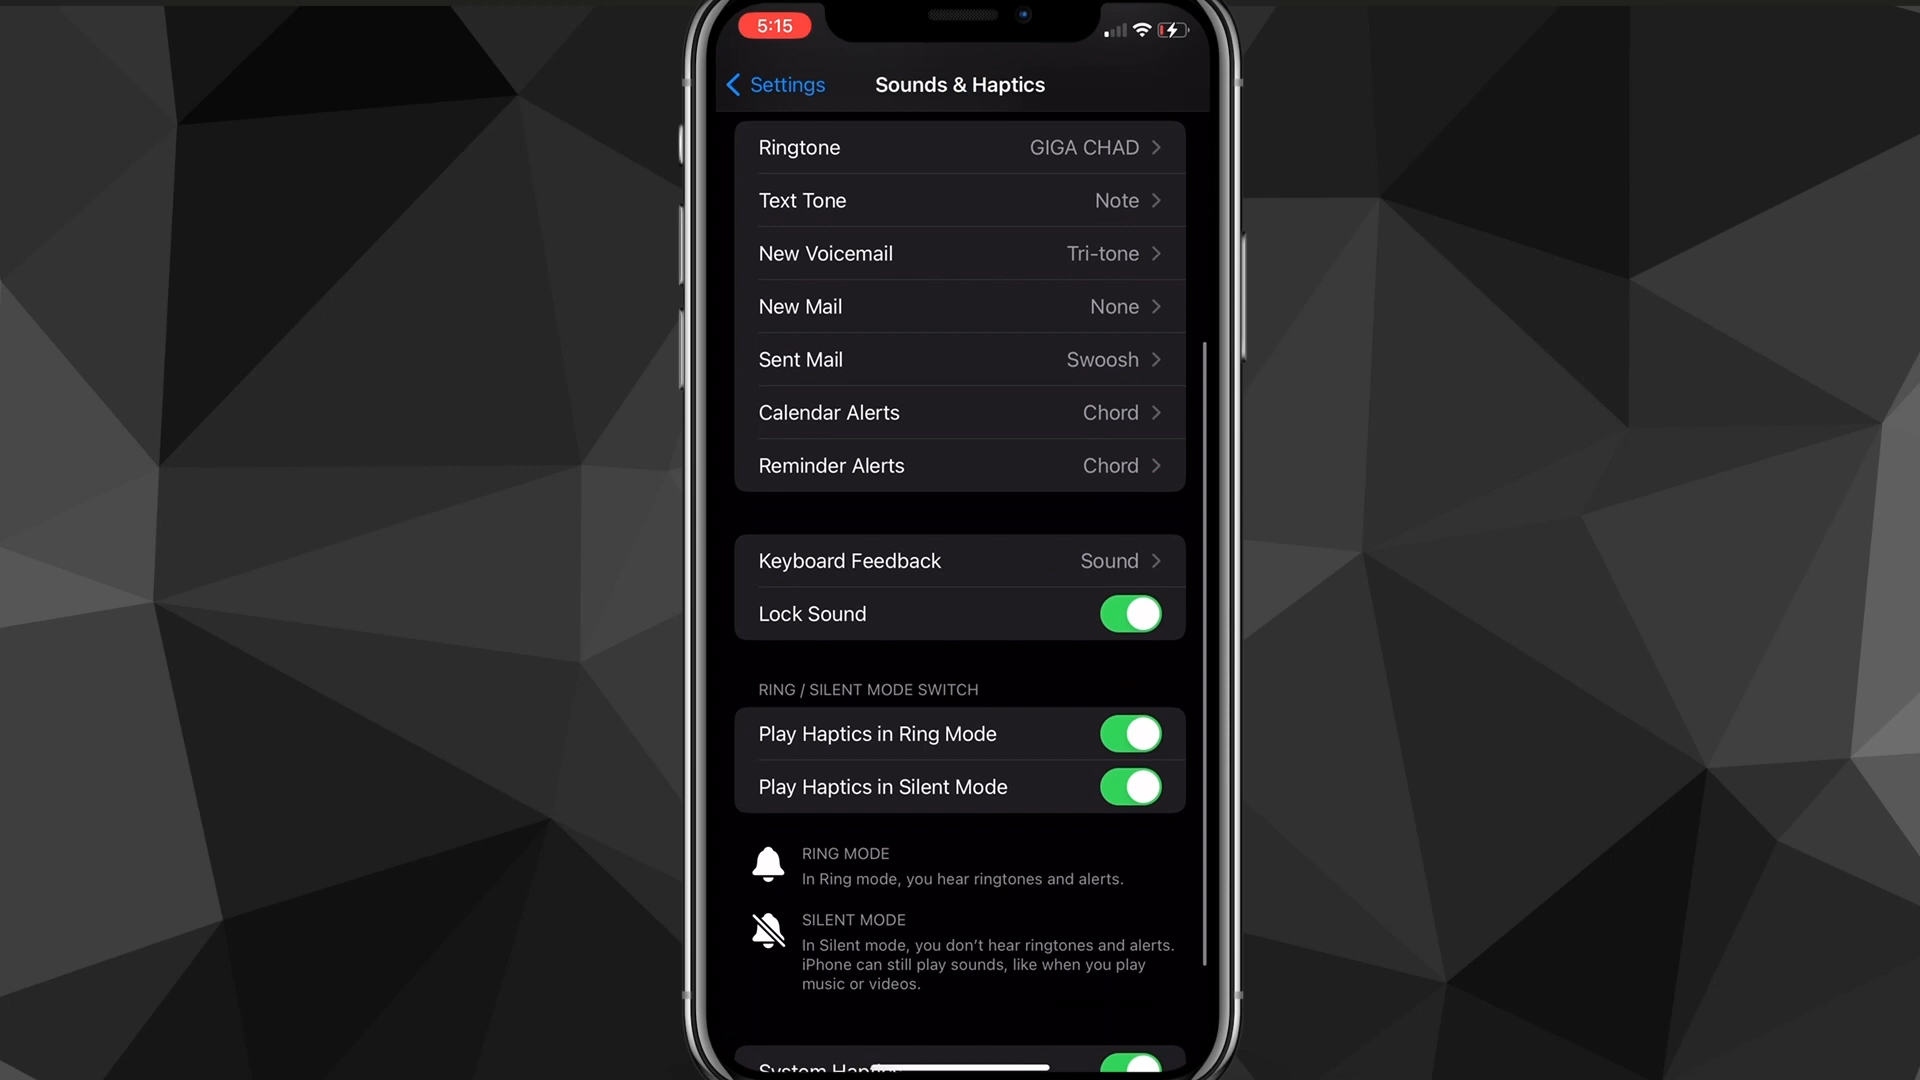 5:15
Settings
Sounds & Haptics
Ringtone GIGA CHAD
Text Tone Note
New Voicemail Tri-tone
New Mail None
Sent Mail Swoosh
Calendar Alerts Chord
Reminder Alerts Chord
Keyboard Feedback Sound
Lock Sound
RING / SILENT MODE SWITCH
Play Haptics in Ring Mode
Play Haptics in Silent Mode
RING MODE
In Ring mode, you hear ringtones and alerts.
SILENT MODE
In Silent mode, you don’t hear ringtones and alerts.
iPhone can still play sounds, like when you play
music or videos.
System Haptics